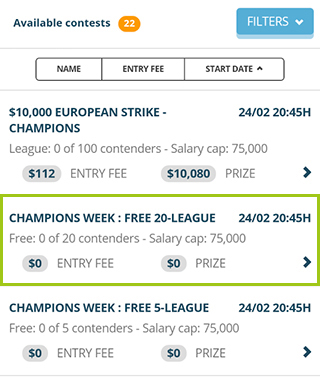 Available contests 22 FILTERS
NAME ENTRY FEE START DATE
$10,000 EUROPEAN STRIKE - 24/02 20:45H
CHAMPIONS
League: 0 of 100 contenders - Salary cap: 75,000
$112 ENTRY FEE $10,080 PRIZE
CHAMPIONS WEEK : FREE 20-LEAGUE 24/02 20:45H
Free: 0 of 20 contenders - Salary cap: 75,000
$0 ENTRY FEE $0 PRIZE
CHAMPIONS WEEK : FREE 5-LEAGUE 24/02 20:45H
Free: 0 of 5 contenders - Salary cap: 75,000
$0 ENTRY FEE $0 PRIZE